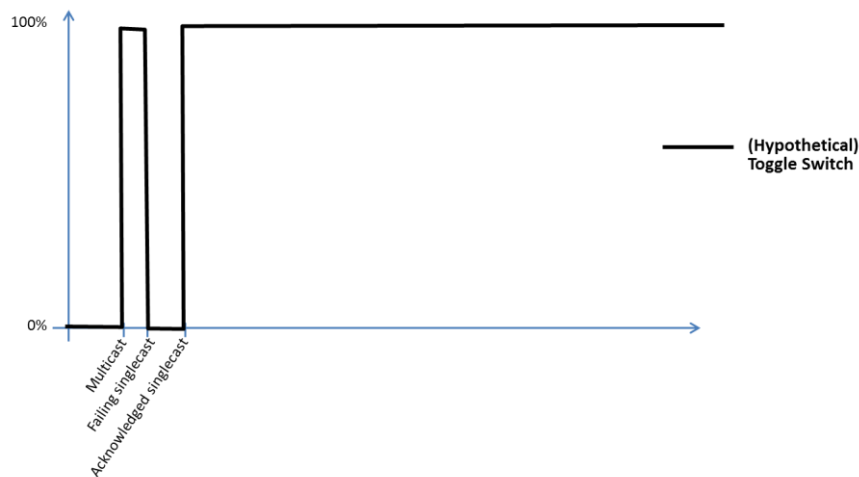 100%
(Hypothetical)
Toggle Switch
0%
Multicast
Failing singlecast
Acknowledged singlecast